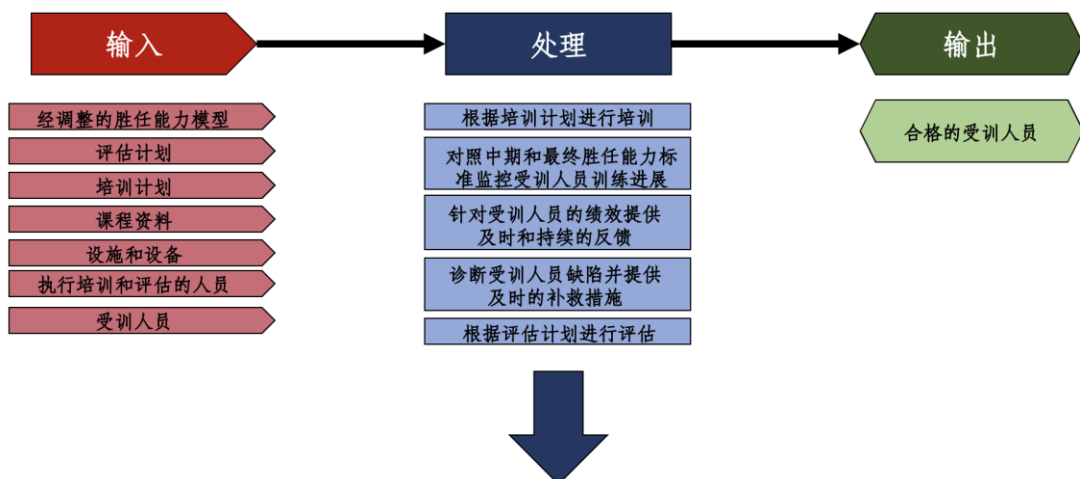 输入
处理
输出
经调整的胜任能力模型
评估计划
培训计划
课程资料
设施和设备
执行培训和评估的人员
受训人员
根据培训计划进行培训
对照中期和最终胜任能力标
准监控受训人员训练进展
针对受训人员的绩效提供
及时和持续的反馈
诊断受训人员缺陷并提供
及时的补救措施
根据评估计划进行评估
合格的受训人员